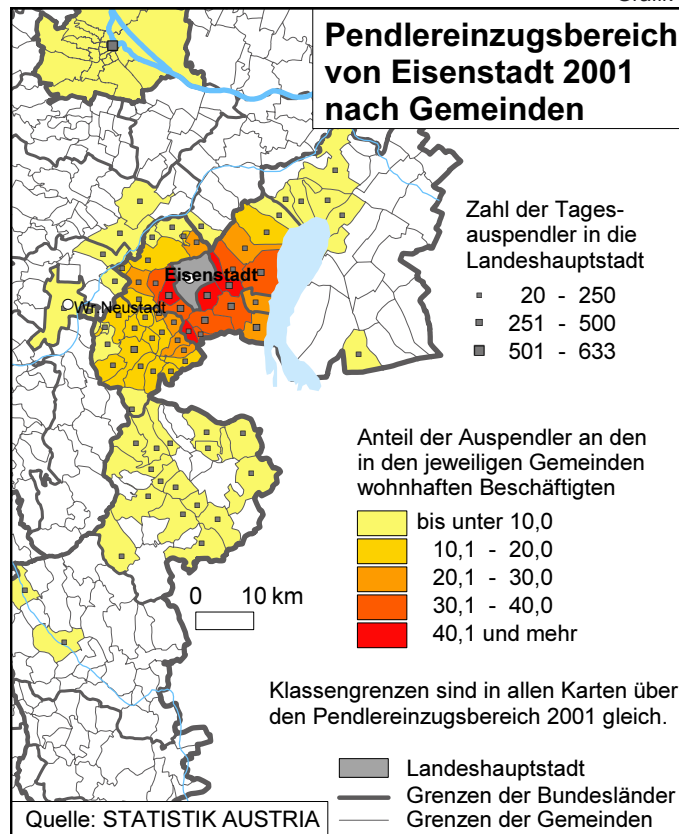 Pendlereinzugsbereich
von Eisenstadt 2001
nach Gemeinden
Zahl der Tages-
auspendler in die
Landeshauptstadt
20 - 250
251 - 500
501 - 633
Eisenstadt
Wr. Neustadt
Anteil der Auspendler an den
in den jeweiligen Gemeinden
wohnhaften Beschäftigten
bis unter 10,0
10,1 - 20,0
20,1 - 30,0
30,1 - 40,0
40,1 und mehr
0 10 km
Klassengrenzen sind in allen Karten über
den Pendlereinzugsbereich 2001 gleich.
Landeshauptstadt
Grenzen der Bundesländer
Grenzen der Gemeinden
Quelle: STATISTIK AUSTRIA